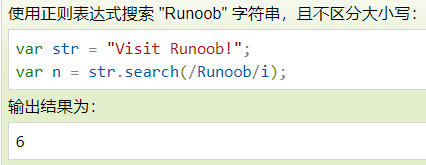 使用正则表达式搜索 "Runoob" 字符串，且不区分大小写：
var str = "Visit Runoob!";
var n = str.search(/Runoob/i);
输出结果为：
6